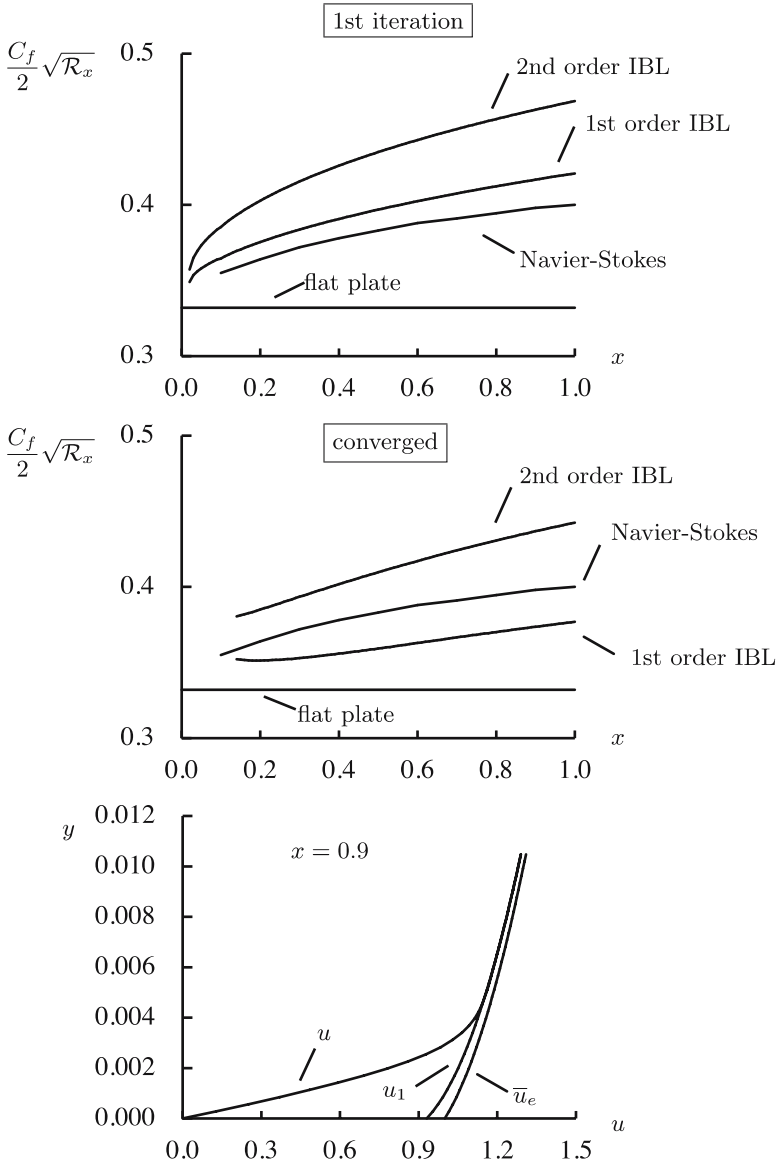 1st iteration
C_f/2 √R_x
0.5
2nd order IBL
1st order IBL
0.4
Navier-Stokes
flat plate
0.3
x
0.0 0.2 0.4 0.6 0.8 1.0
C_f/2 √R_x
0.5
converged
2nd order IBL
Navier-Stokes
0.4
1st order IBL
flat plate
0.3
x
0.0 0.2 0.4 0.6 0.8 1.0
0.012
y
x = 0.9
0.010
0.008
0.006
0.004
u
0.002
u₁
u̅ₑ
0.000
u
0.0 0.3 0.6 0.9 1.2 1.5